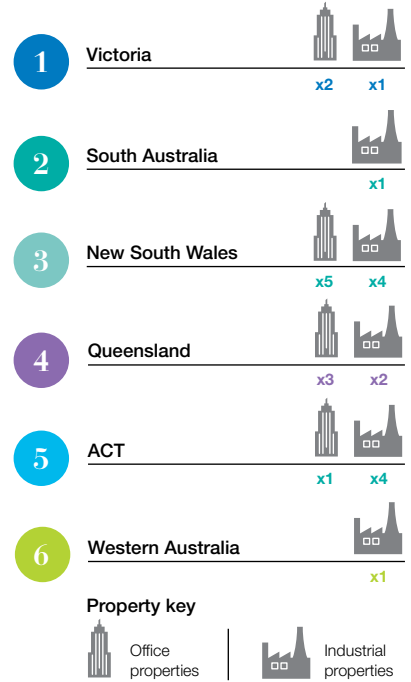 1 Victoria
x2 x1
2 South Australia
x1
3 New South Wales
x5 x4
4 Queensland
x3 x2
5 ACT
x1 x4
6 Western Australia
x1
Property key
Office
properties
Industrial
properties